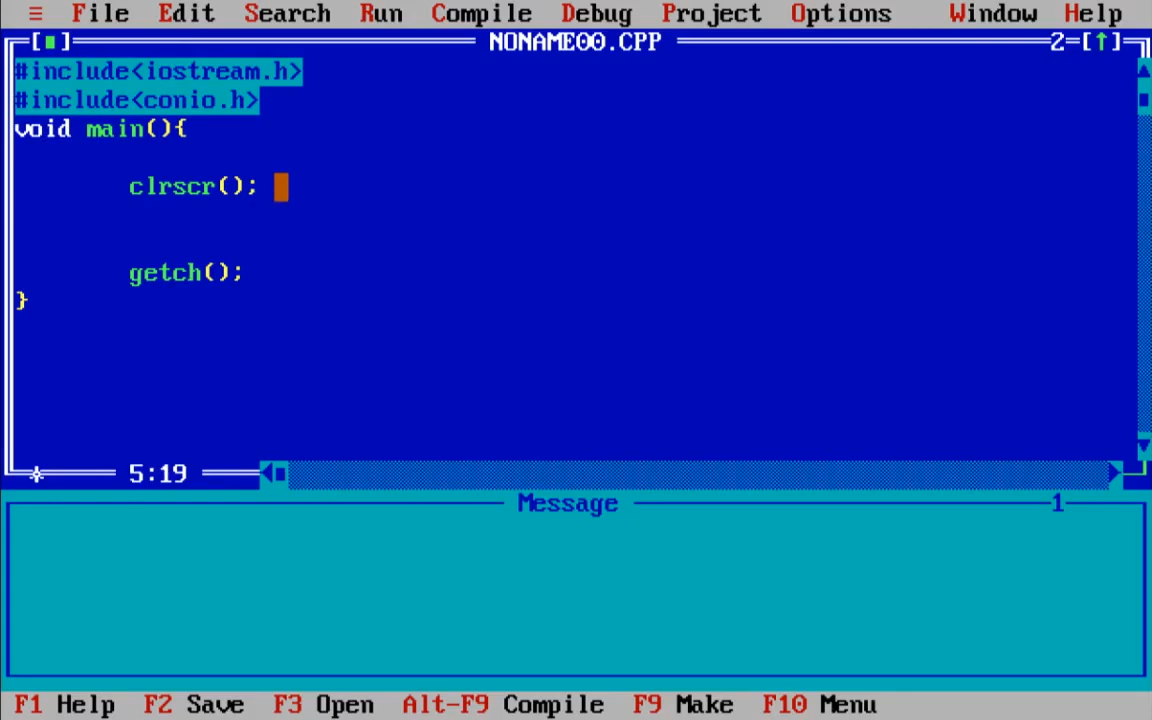 ≡ File Edit Search Run Compile Debug Project Options Window Help
[■] NONAME00.CPP 2=[↑]
#include<iostream.h>
#include<conio.h>
void main(){
clrscr();
getch();
}
5:19
Message 1
F1 Help F2 Save F3 Open Alt-F9 Compile F9 Make F10 Menu